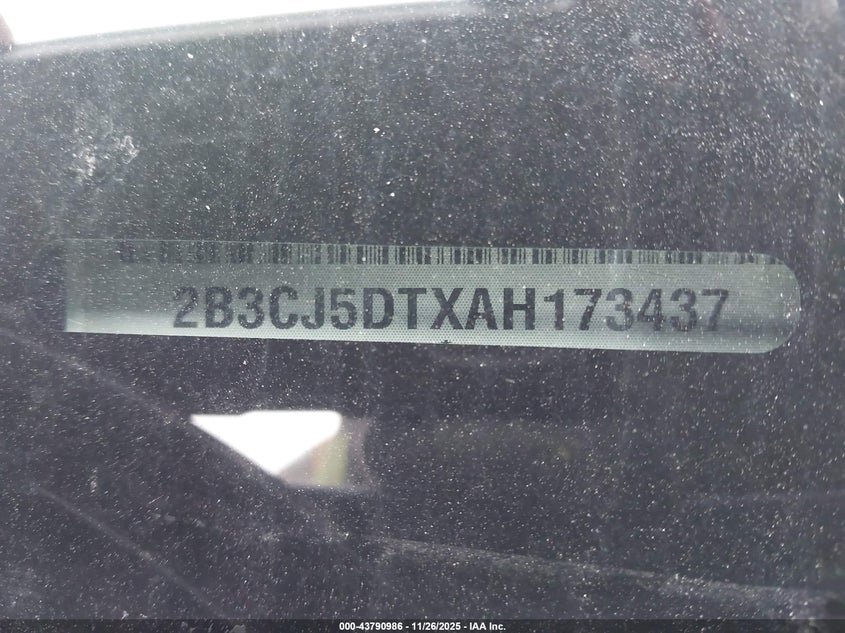 2B3CJ5DTXAH173437
000-43790986 - 11/26/2025 - IAA Inc.